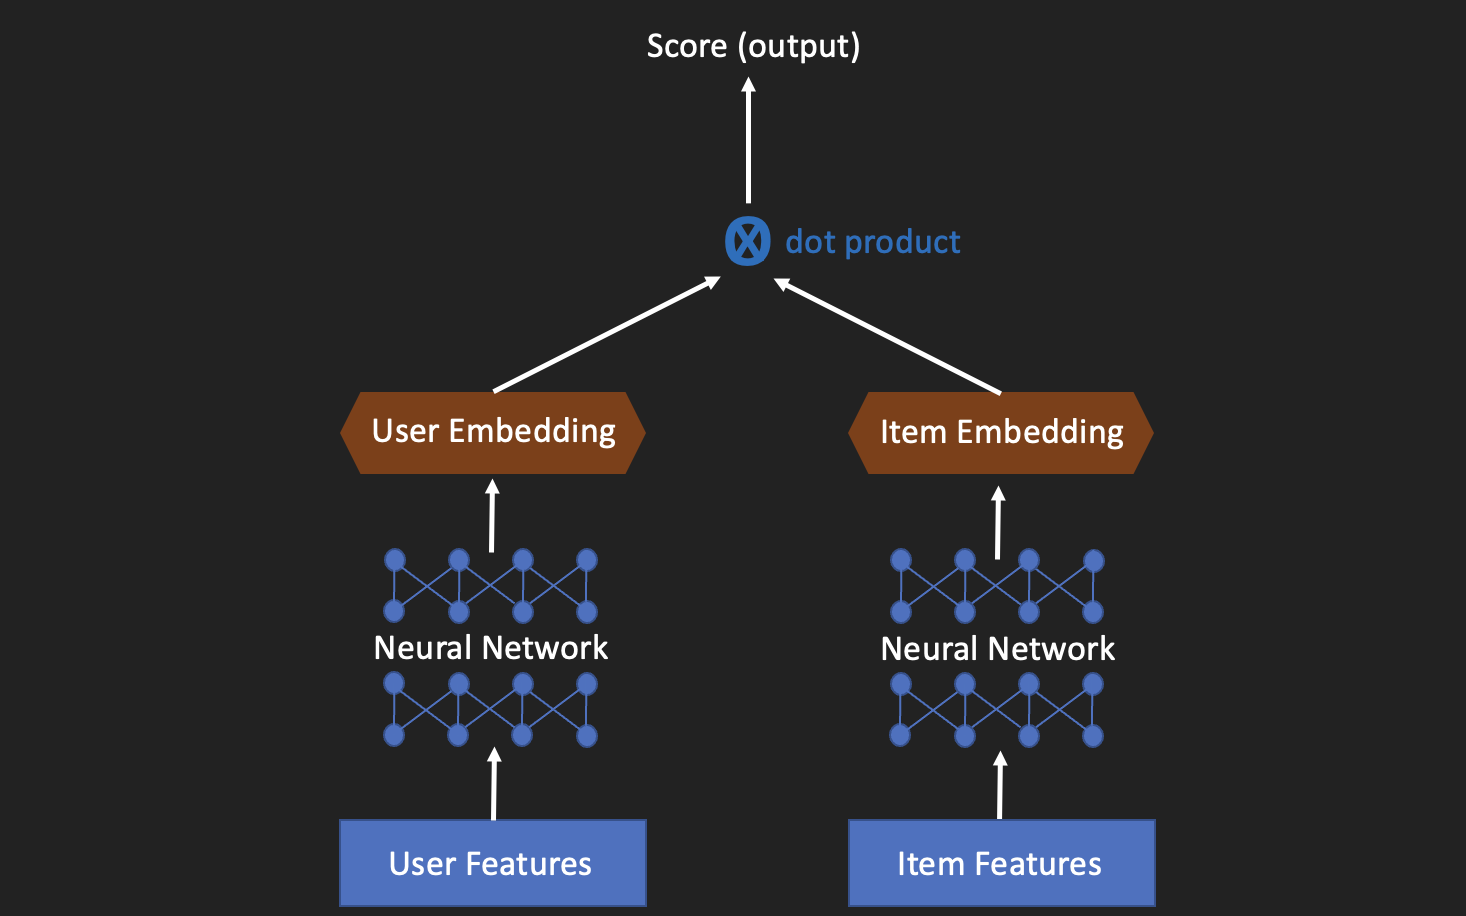 Score (output)
dot product
User Embedding
Item Embedding
Neural Network
Neural Network
User Features
Item Features